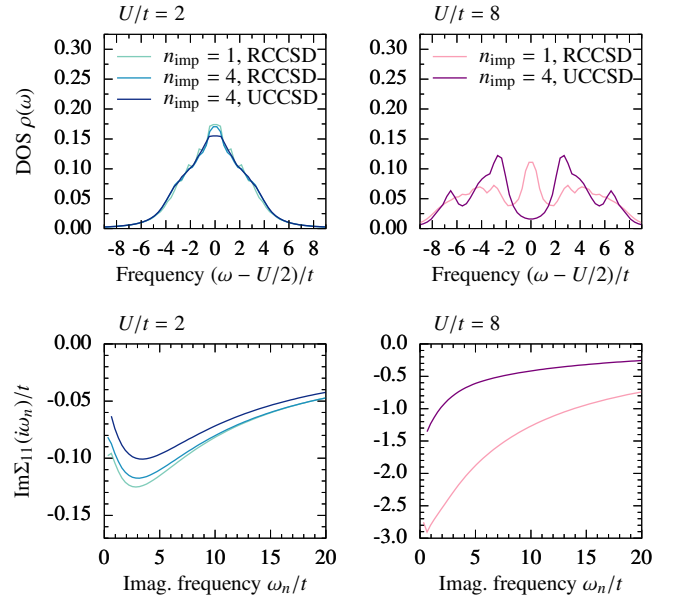 U/t = 2
U/t = 8
0.30
0.25
0.20
0.15
0.10
0.05
0.00
DOS ρ(ω)
n_imp = 1, RCCSD
n_imp = 4, RCCSD
n_imp = 4, UCCSD
-8 -6 -4 -2 0 2 4 6 8
Frequency (ω − U/2)/t
0.30
0.25
0.20
0.15
0.10
0.05
0.00
n_imp = 1, RCCSD
n_imp = 4, UCCSD
-8 -6 -4 -2 0 2 4 6 8
Frequency (ω − U/2)/t
U/t = 2
U/t = 8
0.00
-0.05
-0.10
-0.15
ImΣ₁₁(iω_n)/t
0 5 10 15 20
Imag. frequency ω_n/t
-0.0
-0.5
-1.0
-1.5
-2.0
-2.5
-3.0
0 5 10 15 20
Imag. frequency ω_n/t